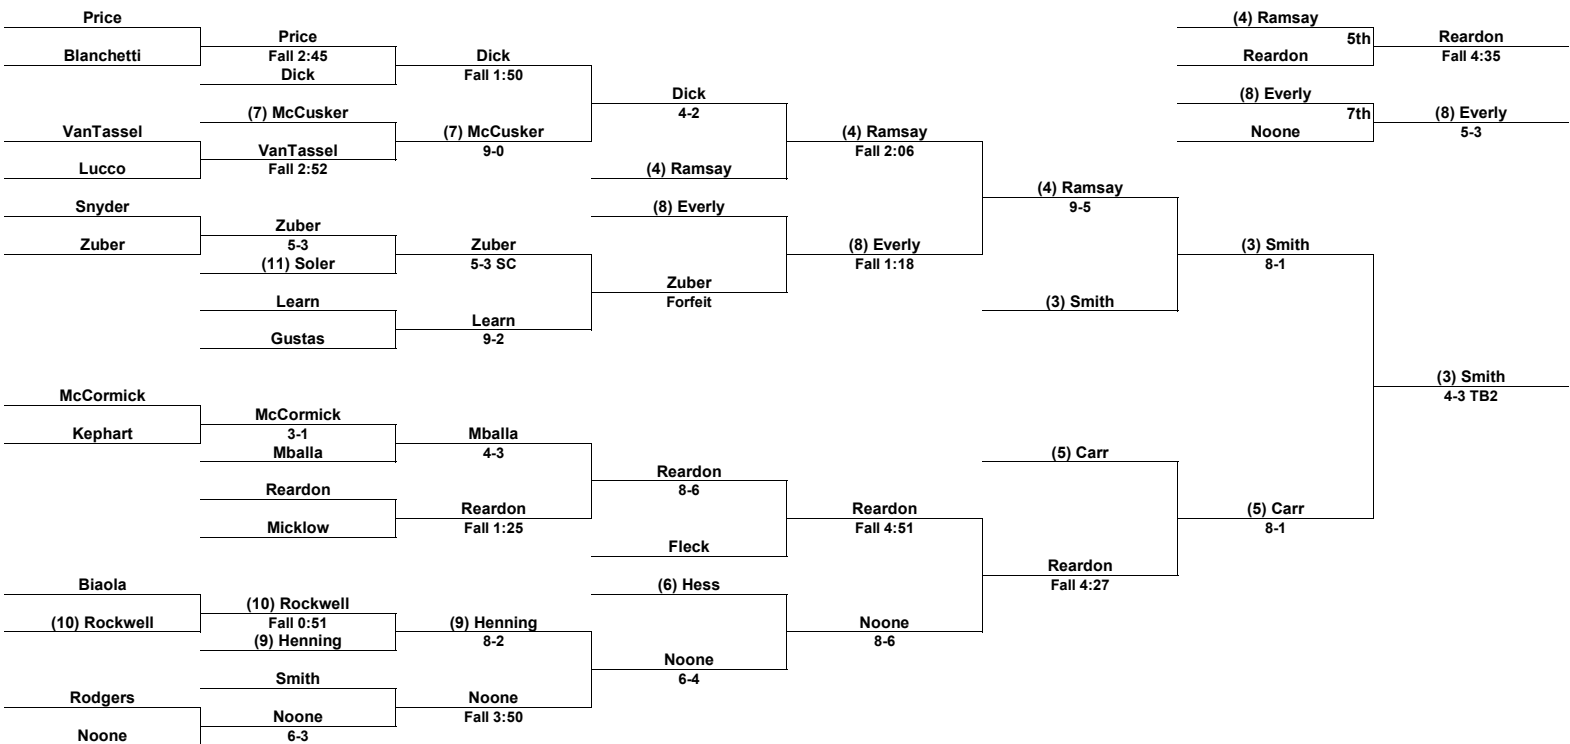 Price
Blanchetti
Price
Fall 2:45
Dick
Dick
Fall 1:50
(7) McCusker
VanTassel
Lucco
VanTassel
Fall 2:52
(7) McCusker
9-0
Dick
4-2
(4) Ramsay
(4) Ramsay
Fall 2:06
Snyder
Zuber
Zuber
5-3
(11) Soler
Zuber
5-3 SC
Learn
Gustas
Learn
9-2
(8) Everly
Zuber
Forfeit
(8) Everly
Fall 1:18
(4) Ramsay
9-5
(3) Smith
(3) Smith
8-1
McCormick
Kephart
McCormick
3-1
Mballa
Mballa
4-3
Reardon
Micklow
Reardon
Fall 1:25
Reardon
8-6
Fleck
Reardon
Fall 4:51
Biaola
(10) Rockwell
(10) Rockwell
Fall 0:51
(9) Henning
(9) Henning
8-2
Smith
Rodgers
Noone
Noone
6-3
Noone
Fall 3:50
(6) Hess
Noone
6-4
Noone
8-6
(5) Carr
Reardon
Fall 4:27
(5) Carr
8-1
(3) Smith
4-3 TB2
(4) Ramsay
5th
Reardon
Reardon
Fall 4:35
(8) Everly
7th
Noone
(8) Everly
5-3